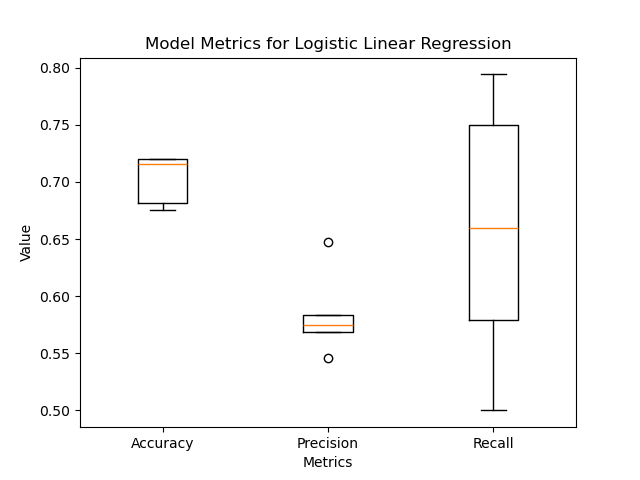 Model Metrics for Logistic Linear Regression
0.80
0.75
0.70
0.65
0.60
0.55
0.50
Value
Accuracy Precision Recall
Metrics